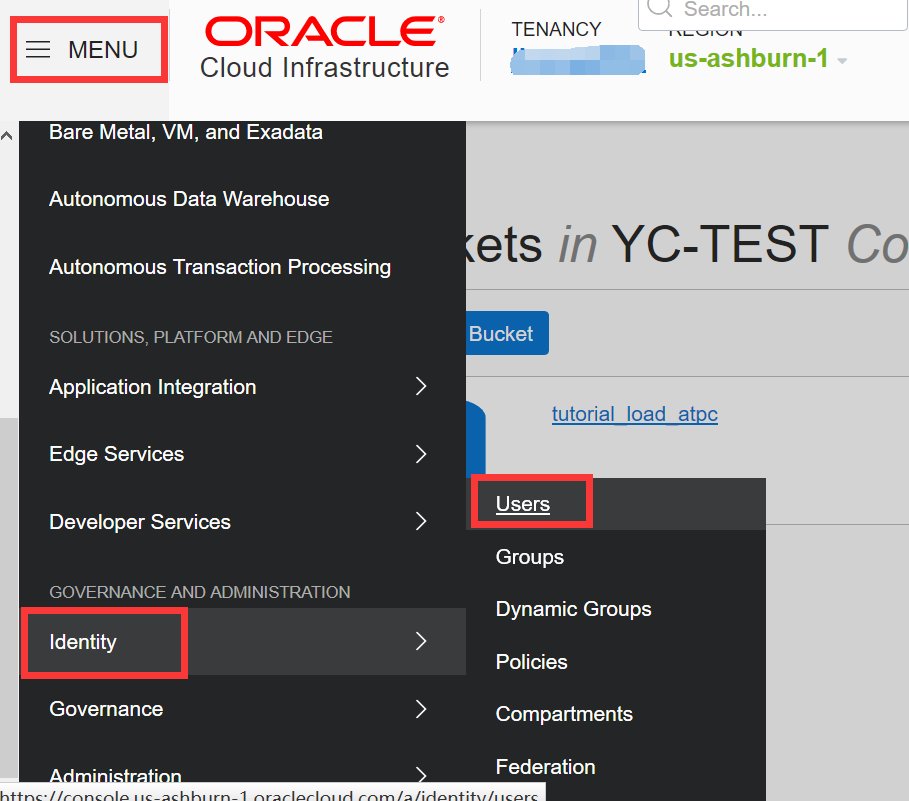 Search...
MENU
ORACLE®
Cloud Infrastructure
TENANCY
REGION
us-ashburn-1
Bare Metal, VM, and Exadata
Autonomous Data Warehouse
Autonomous Transaction Processing
SOLUTIONS, PLATFORM AND EDGE
Application Integration
Edge Services
Developer Services
GOVERNANCE AND ADMINISTRATION
Identity
Governance
Administration
kets in YC-TEST Co
Bucket
tutorial_load_atpc
Users
Groups
Dynamic Groups
Policies
Compartments
Federation
https://console.us-ashburn-1.oraclecloud.com/a/identity/users